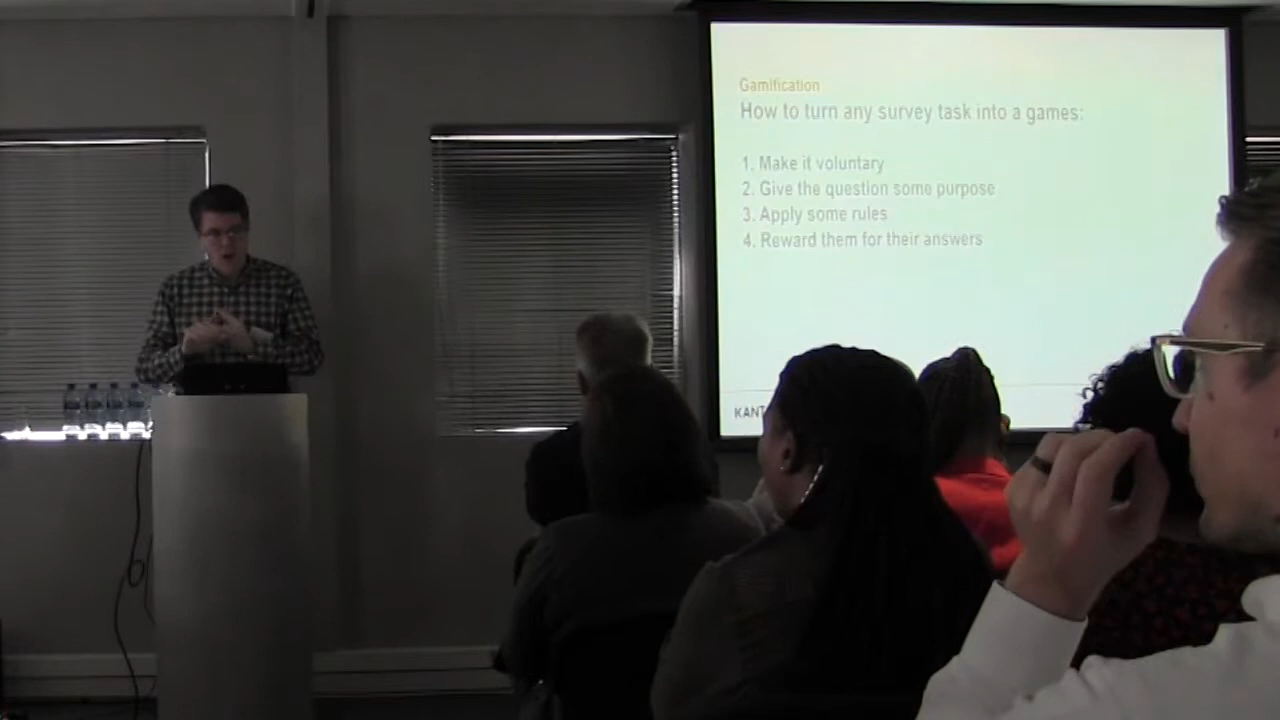 Gamification
How to turn any survey task into a games:
1. Make it voluntary
2. Give the question some purpose
3. Apply some rules
4. Reward them for their answers
KANT